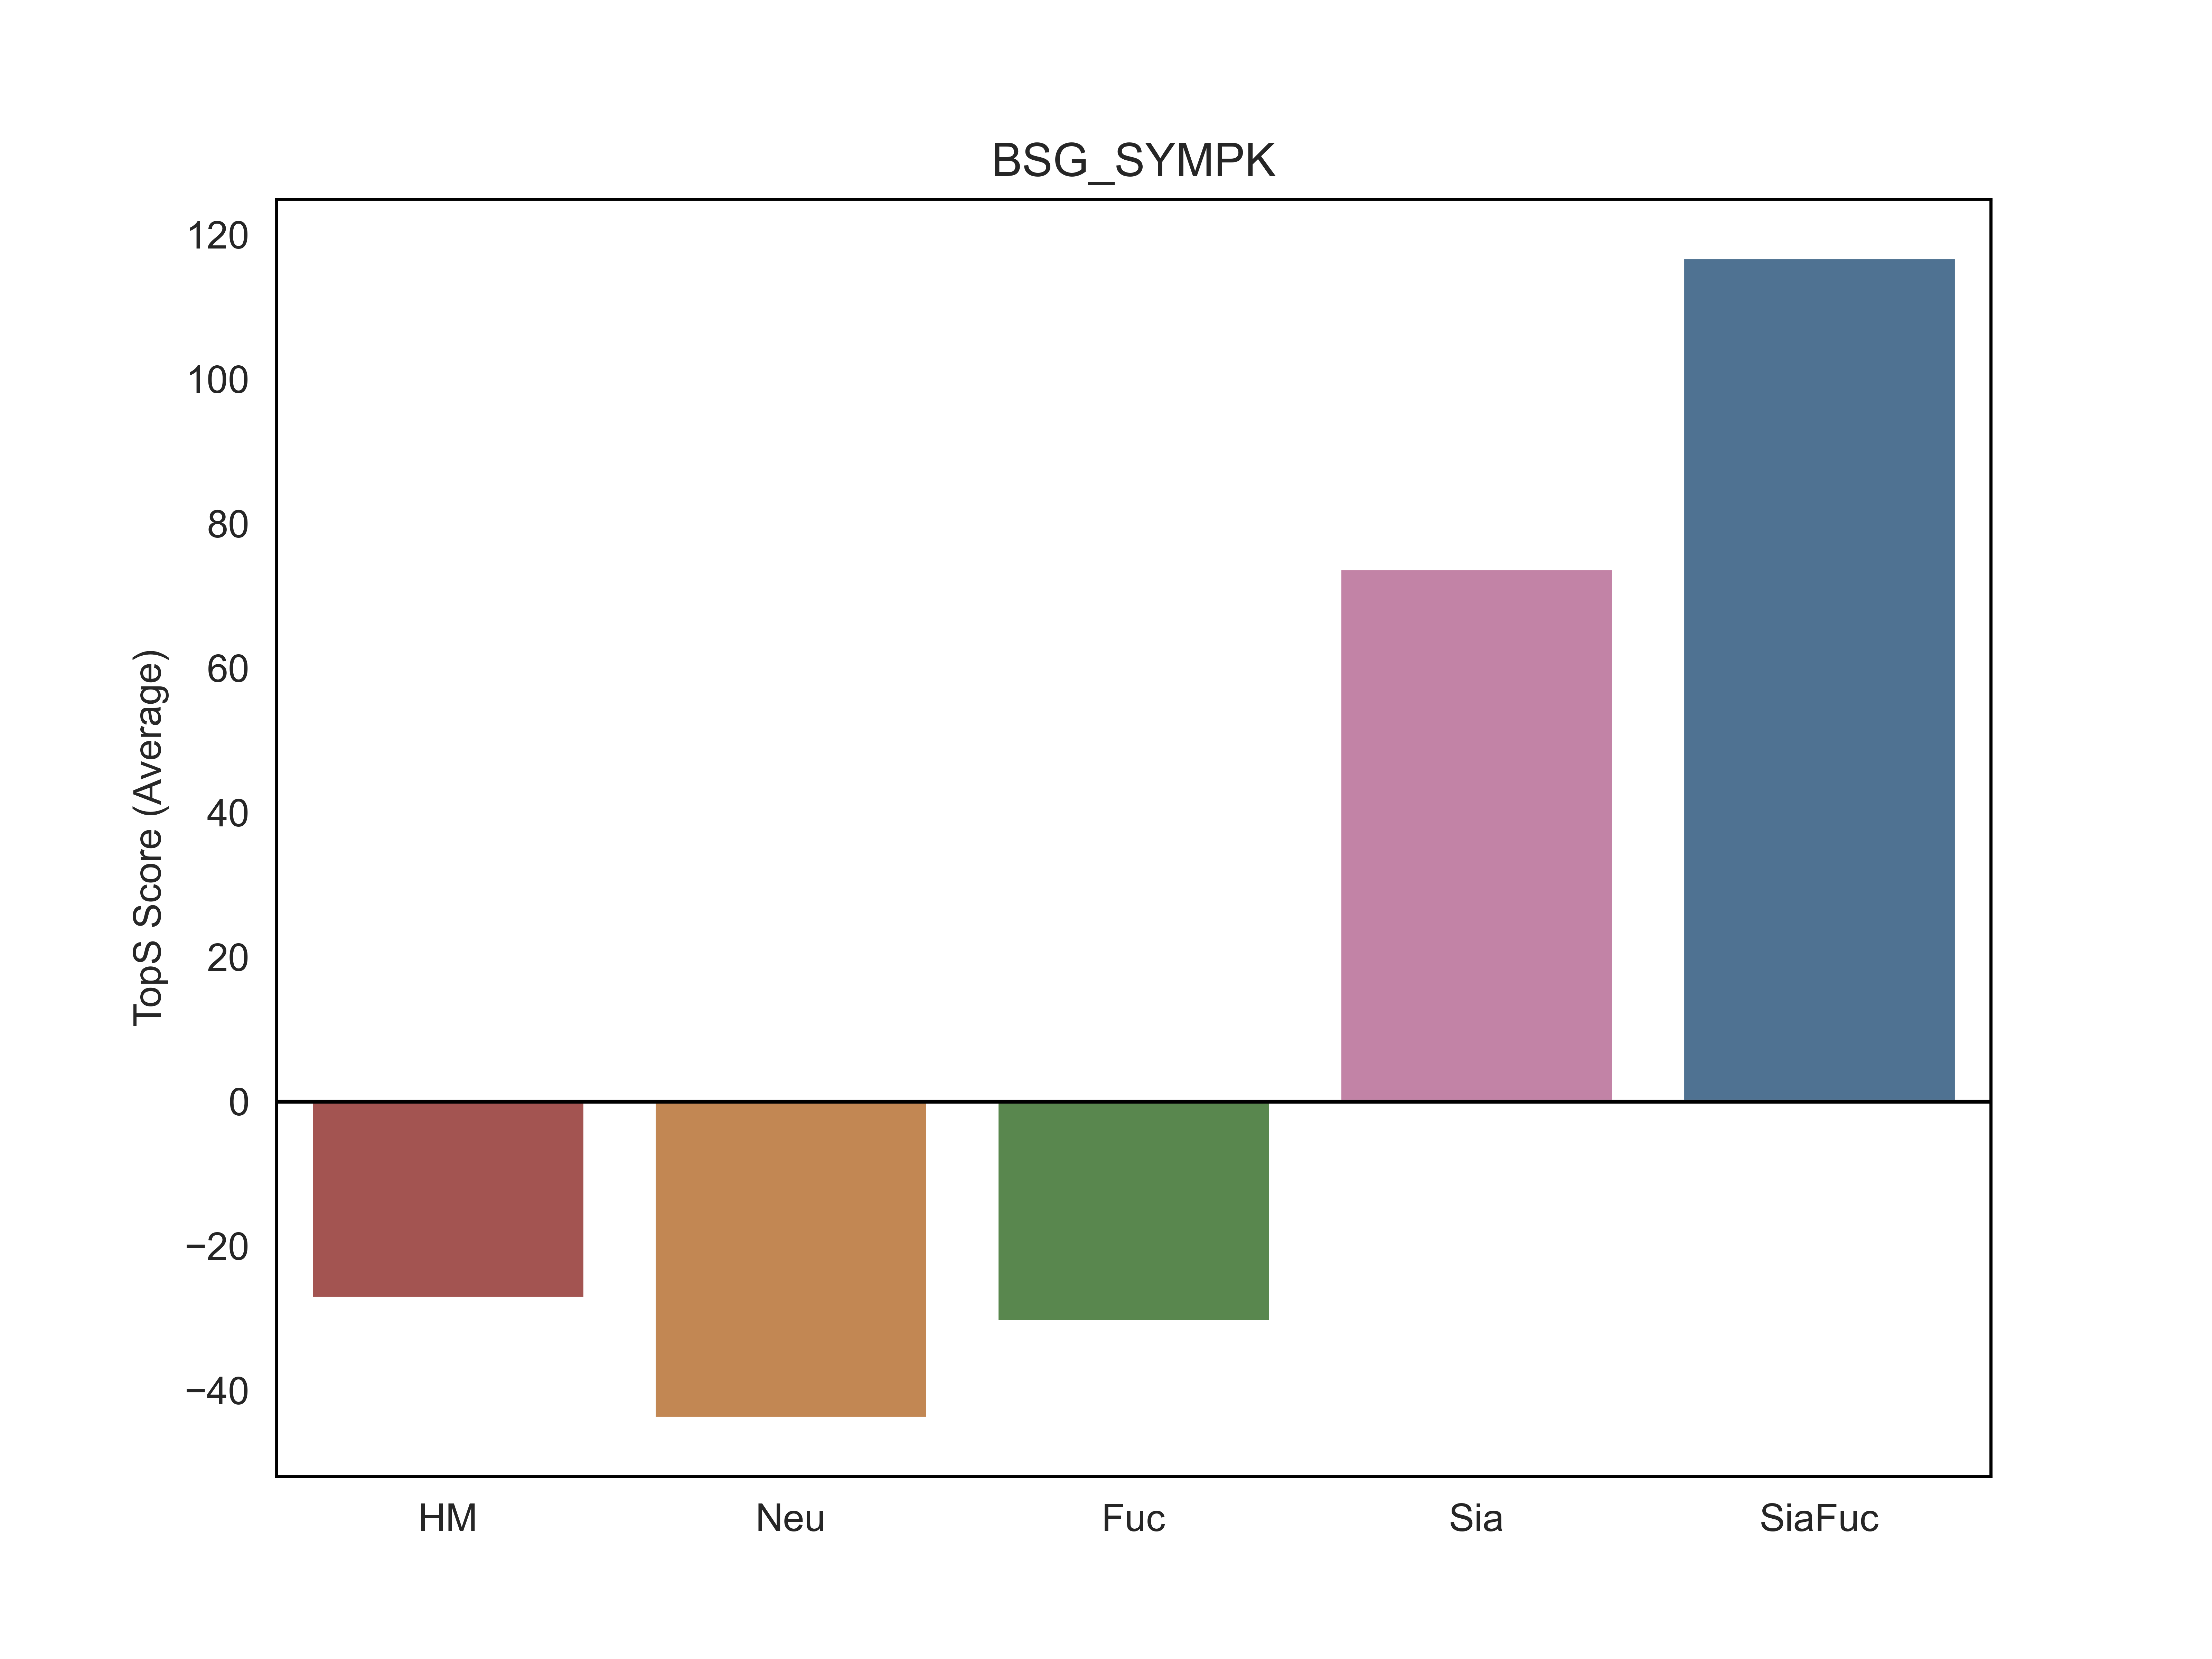 BSG_SYMPK
TopS Score (Average)
120
100
80
60
40
20
0
−20
−40
HM
Neu
Fuc
Sia
SiaFuc